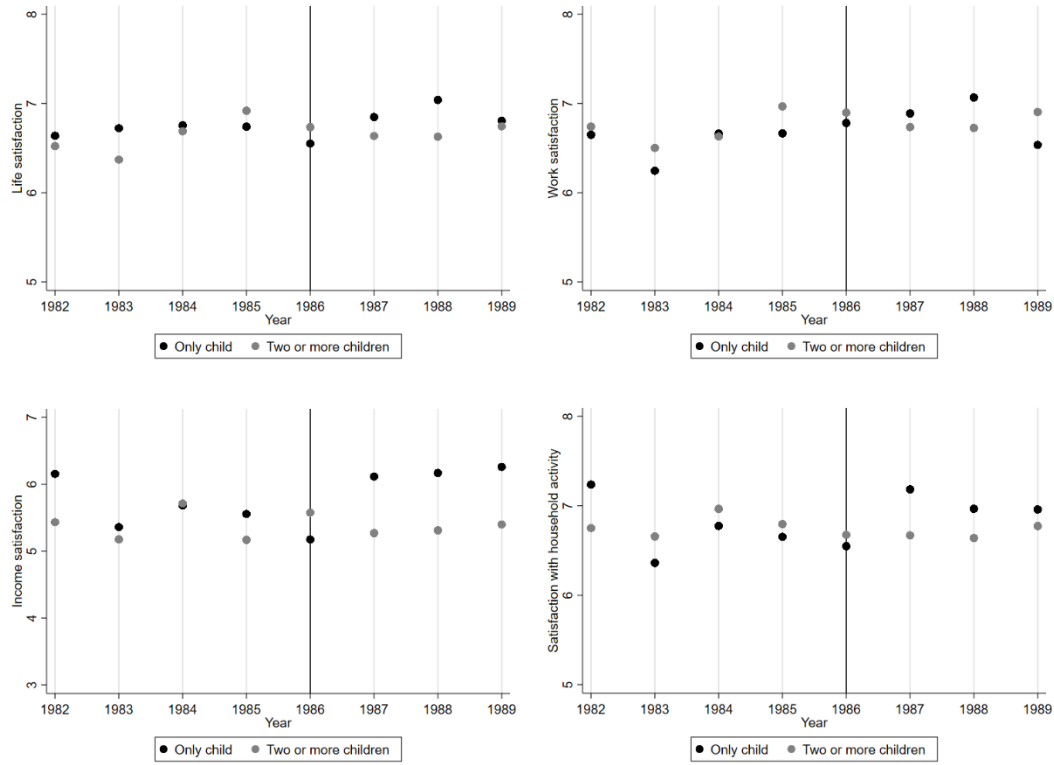 Life satisfaction
8
7
6
5
1982 1983 1984 1985 1986 1987 1988 1989
Year
Only child Two or more children
Work satisfaction
8
7
6
5
1982 1983 1984 1985 1986 1987 1988 1989
Year
Only child Two or more children
Income satisfaction
7
6
5
4
3
1982 1983 1984 1985 1986 1987 1988 1989
Year
Only child Two or more children
Satisfaction with household activity
8
7
6
5
1982 1983 1984 1985 1986 1987 1988 1989
Year
Only child Two or more children